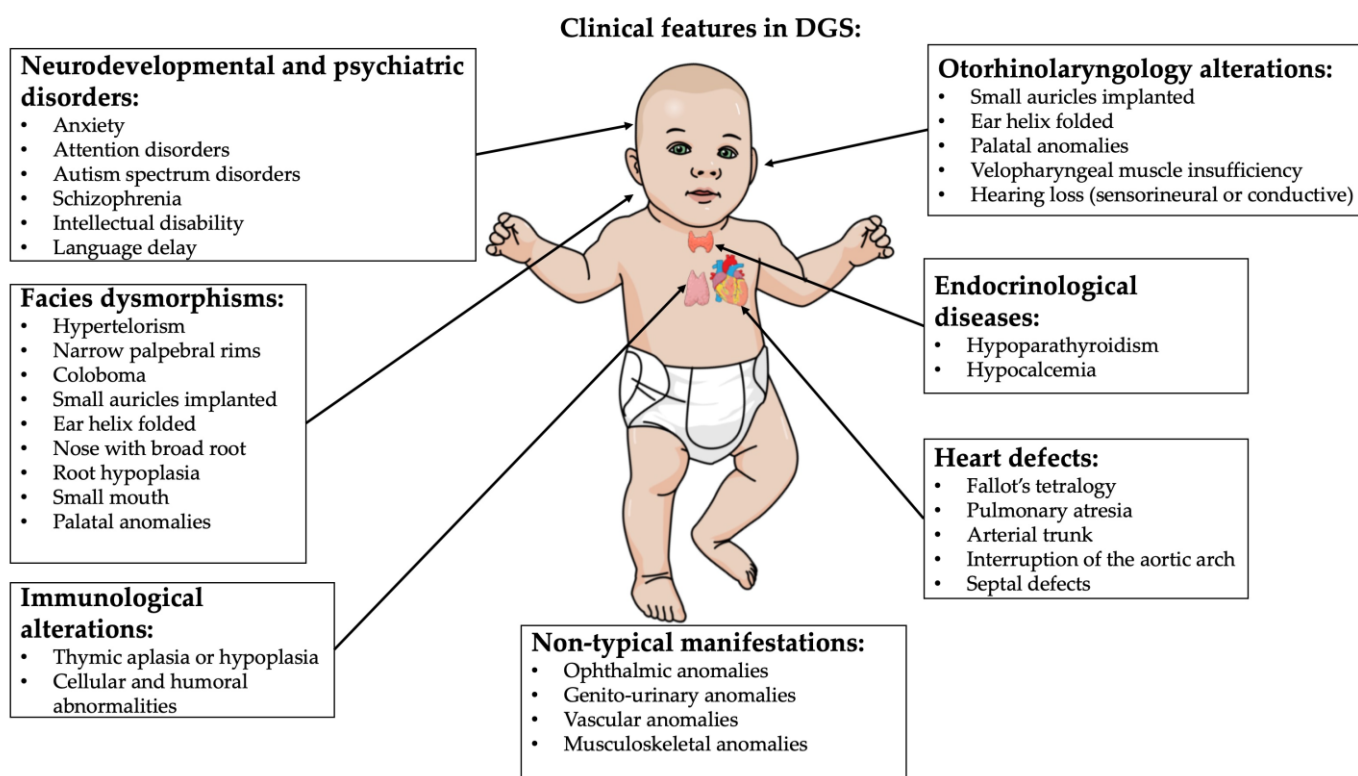 Clinical features in DGS:
Neurodevelopmental and psychiatric
disorders:
• Anxiety
• Attention disorders
• Autism spectrum disorders
• Schizophrenia
• Intellectual disability
• Language delay
Facies dysmorphisms:
• Hypertelorism
• Narrow palpebral rims
• Coloboma
• Small auricles implanted
• Ear helix folded
• Nose with broad root
• Root hypoplasia
• Small mouth
• Palatal anomalies
Immunological
alterations:
• Thymic aplasia or hypoplasia
• Cellular and humoral
abnormalities
Otorhinolaryngology alterations:
• Small auricles implanted
• Ear helix folded
• Palatal anomalies
• Velopharyngeal muscle insufficiency
• Hearing loss (sensorineural or conductive)
Endocrinological
diseases:
• Hypoparathyroidism
• Hypocalcemia
Heart defects:
• Fallot's tetralogy
• Pulmonary atresia
• Arterial trunk
• Interruption of the aortic arch
• Septal defects
Non-typical manifestations:
• Ophthalmic anomalies
• Genito-urinary anomalies
• Vascular anomalies
• Musculoskeletal anomalies